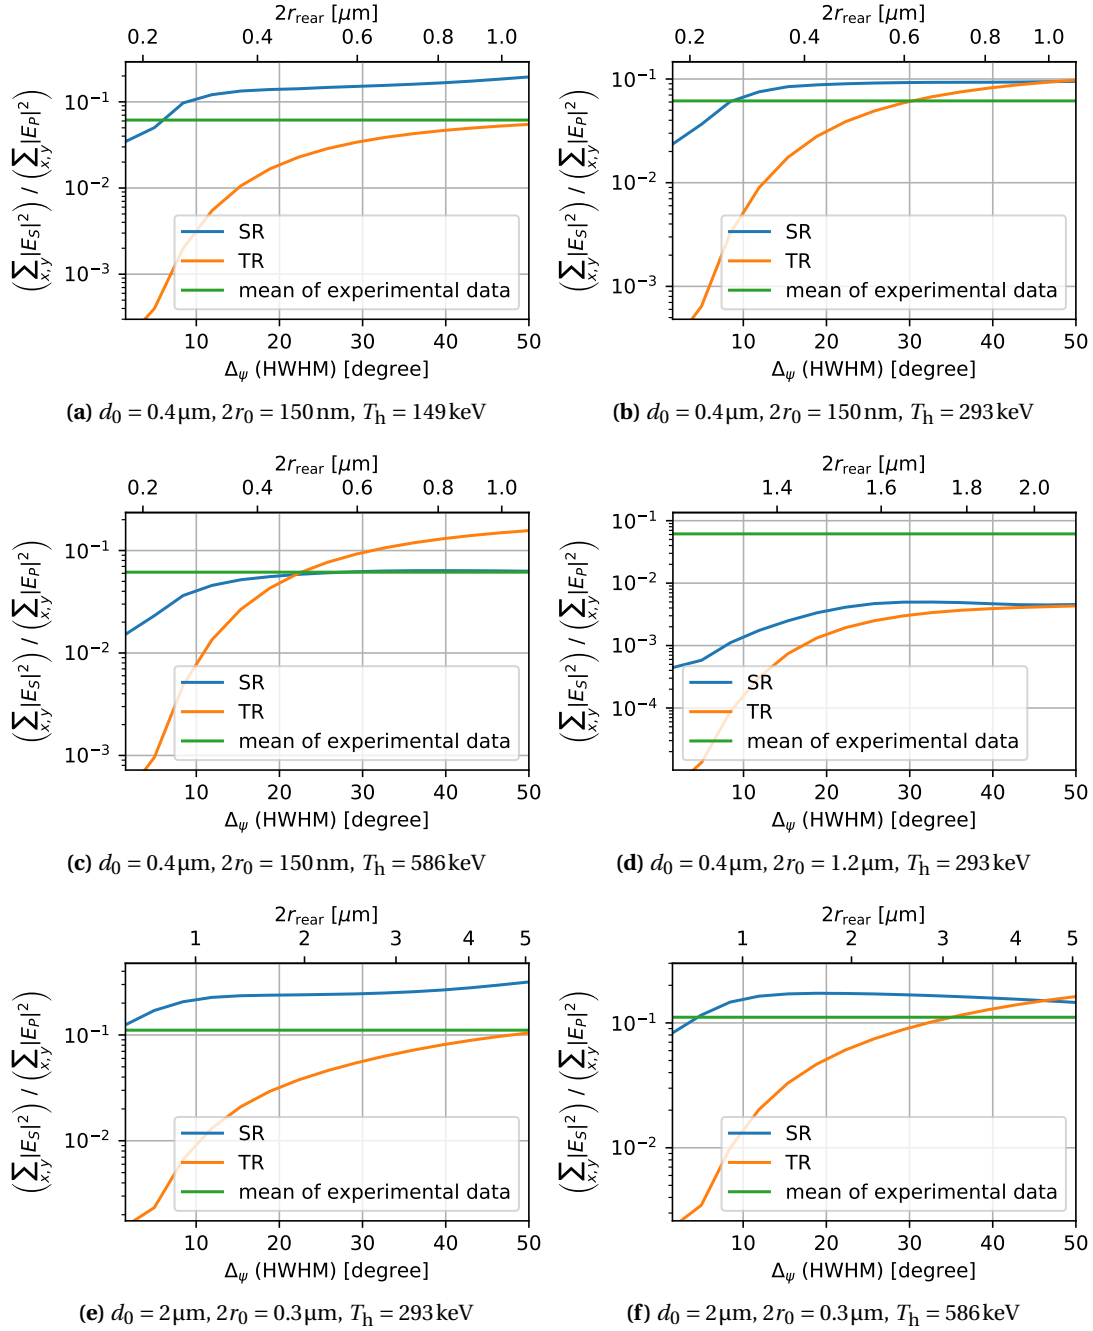 2r_rear [μm]
0.2 0.4 0.6 0.8 1.0
(∑_{x,y}|E_S|²) / (∑_{x,y}|E_P|²)
10⁻¹
10⁻²
10⁻³
SR
TR
mean of experimental data
10 20 30 40 50
Δ_ψ (HWHM) [degree]
(a) d₀ = 0.4 μm, 2r₀ = 150 nm, T_h = 149 keV
2r_rear [μm]
0.2 0.4 0.6 0.8 1.0
(∑_{x,y}|E_S|²) / (∑_{x,y}|E_P|²)
10⁻¹
10⁻²
10⁻³
SR
TR
mean of experimental data
10 20 30 40 50
Δ_ψ (HWHM) [degree]
(b) d₀ = 0.4 μm, 2r₀ = 150 nm, T_h = 293 keV
2r_rear [μm]
0.2 0.4 0.6 0.8 1.0
(∑_{x,y}|E_S|²) / (∑_{x,y}|E_P|²)
10⁻¹
10⁻²
10⁻³
SR
TR
mean of experimental data
10 20 30 40 50
Δ_ψ (HWHM) [degree]
(c) d₀ = 0.4 μm, 2r₀ = 150 nm, T_h = 586 keV
2r_rear [μm]
1.4 1.6 1.8 2.0
(∑_{x,y}|E_S|²) / (∑_{x,y}|E_P|²)
10⁻¹
10⁻²
10⁻³
10⁻⁴
SR
TR
mean of experimental data
10 20 30 40 50
Δ_ψ (HWHM) [degree]
(d) d₀ = 0.4 μm, 2r₀ = 1.2 μm, T_h = 293 keV
2r_rear [μm]
1 2 3 4 5
(∑_{x,y}|E_S|²) / (∑_{x,y}|E_P|²)
10⁻¹
10⁻²
SR
TR
mean of experimental data
10 20 30 40 50
Δ_ψ (HWHM) [degree]
(e) d₀ = 2 μm, 2r₀ = 0.3 μm, T_h = 293 keV
2r_rear [μm]
1 2 3 4 5
(∑_{x,y}|E_S|²) / (∑_{x,y}|E_P|²)
10⁻¹
10⁻²
SR
TR
mean of experimental data
10 20 30 40 50
Δ_ψ (HWHM) [degree]
(f) d₀ = 2 μm, 2r₀ = 0.3 μm, T_h = 586 keV